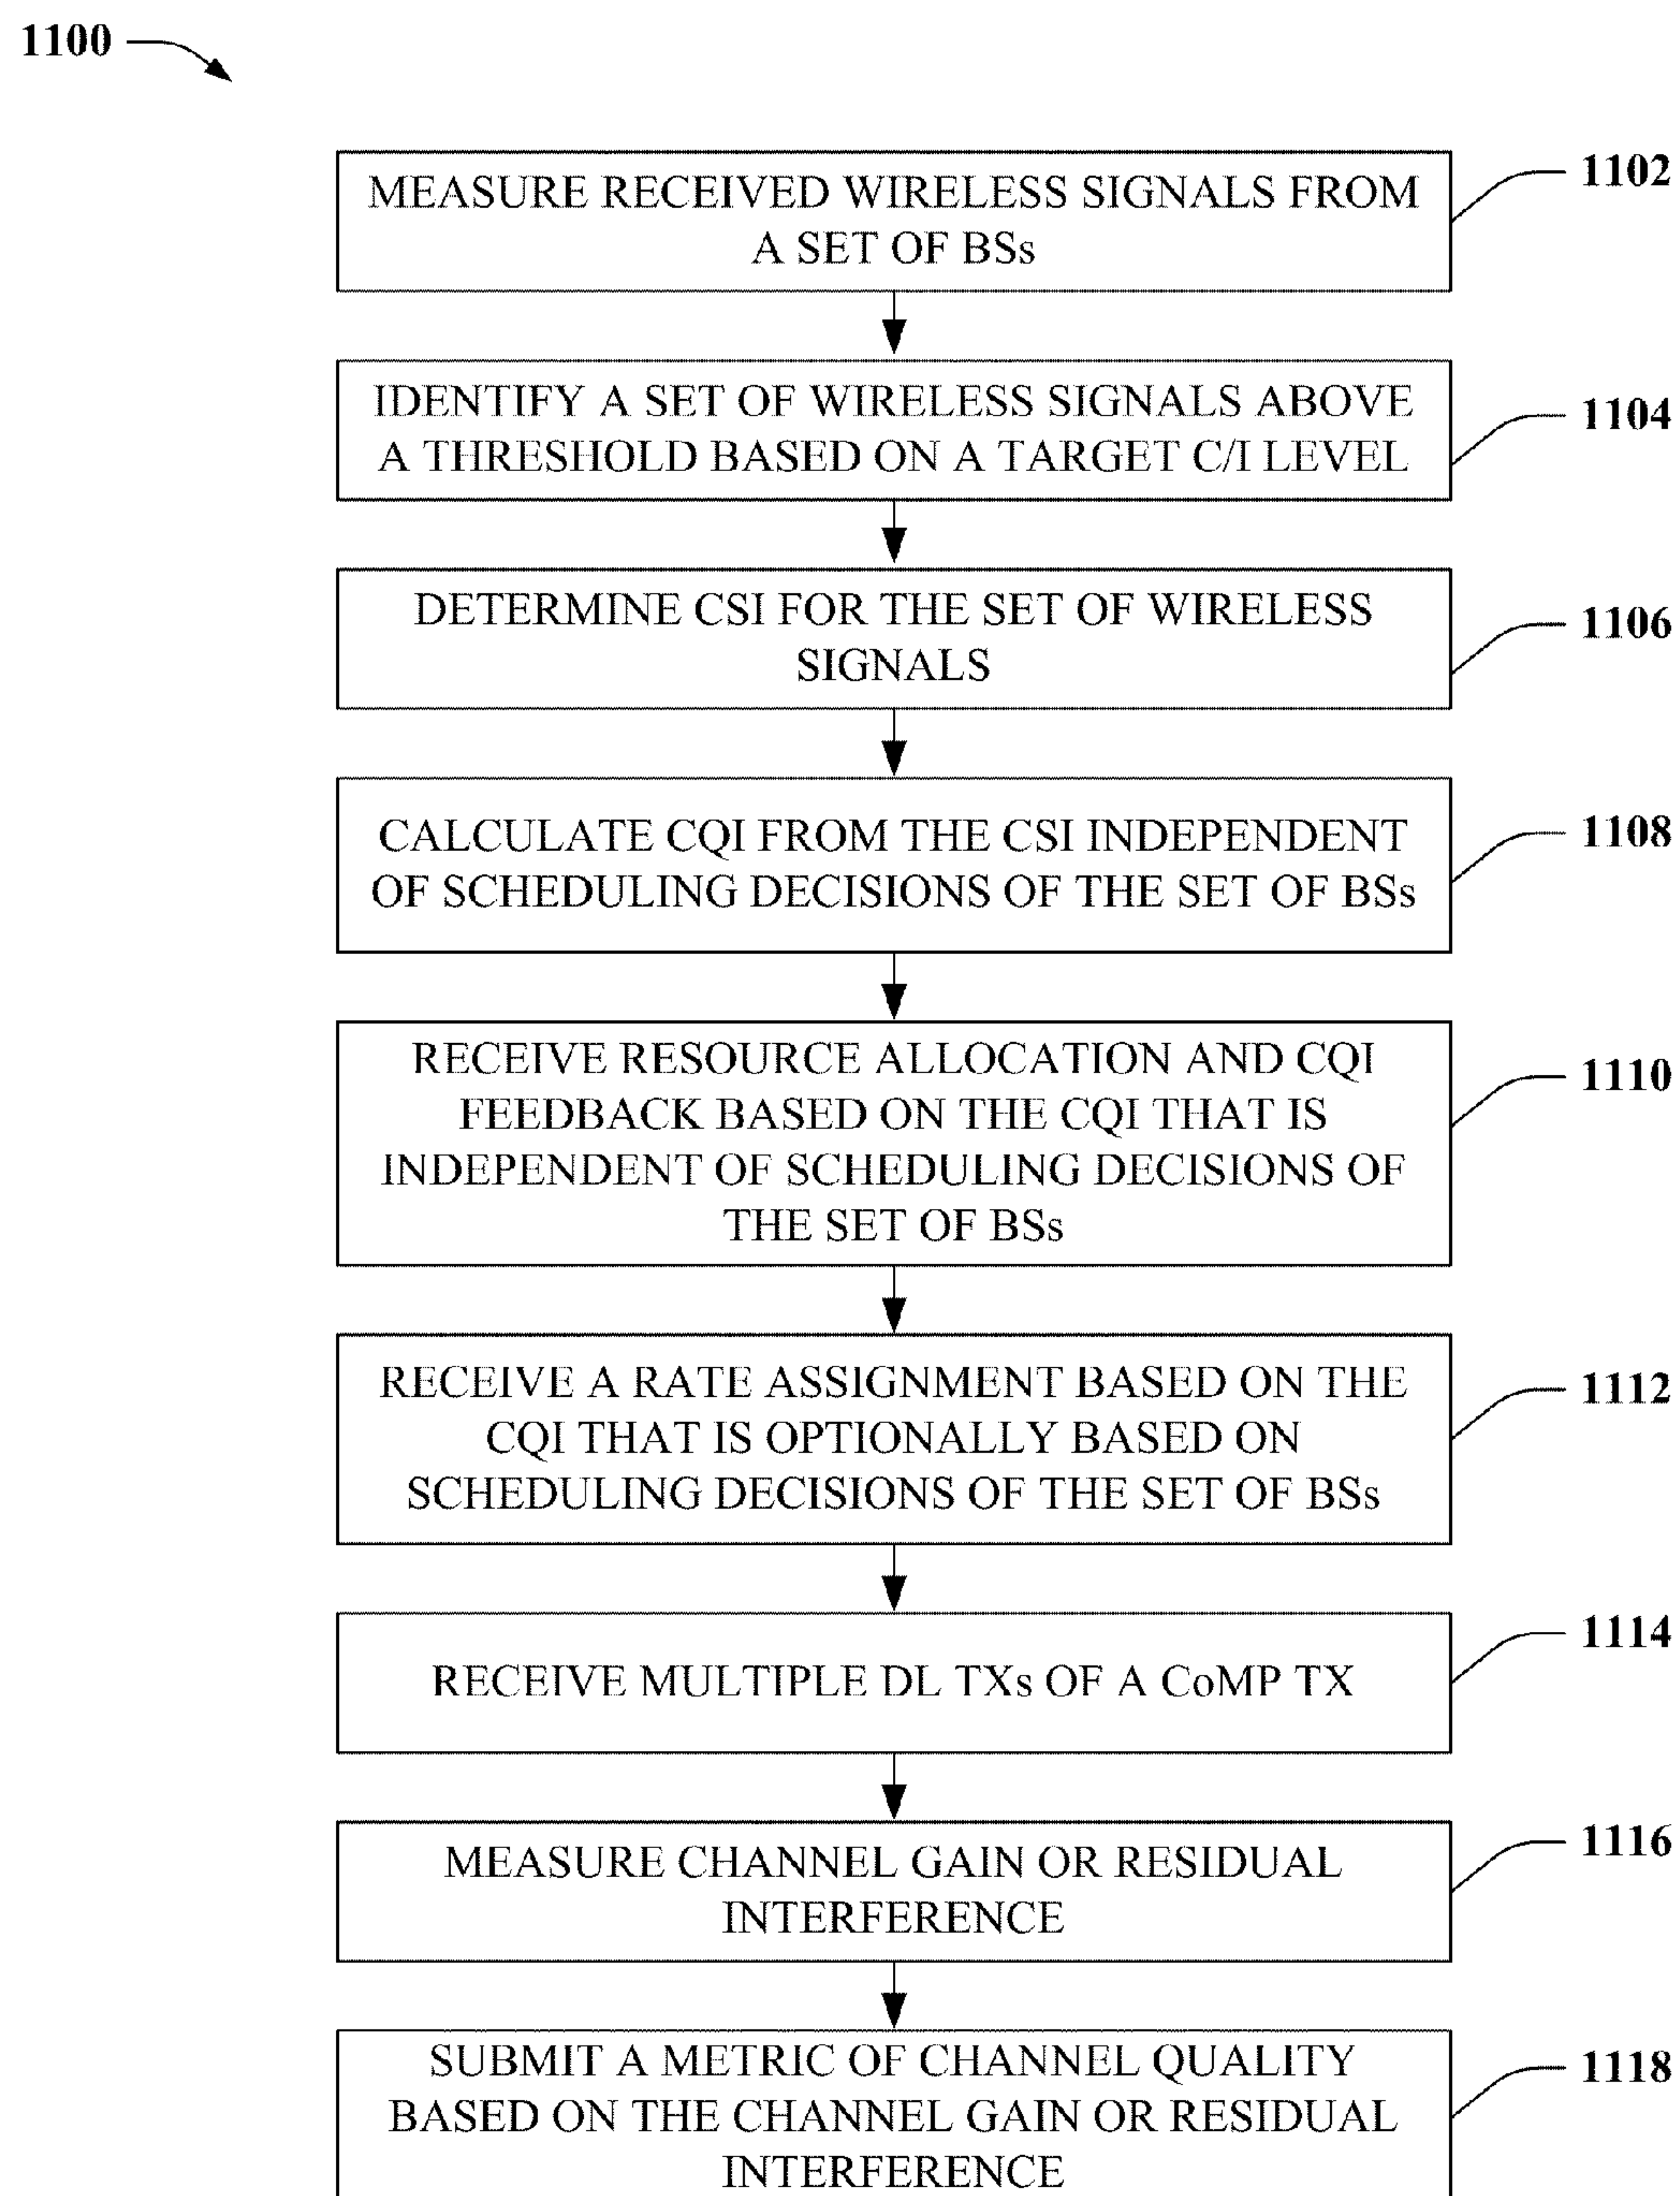 1100
MEASURE RECEIVED WIRELESS SIGNALS FROM
A SET OF BSs
1102
IDENTIFY A SET OF WIRELESS SIGNALS ABOVE
A THRESHOLD BASED ON A TARGET C/I LEVEL
1104
DETERMINE CSI FOR THE SET OF WIRELESS
SIGNALS
1106
CALCULATE CQI FROM THE CSI INDEPENDENT
OF SCHEDULING DECISIONS OF THE SET OF BSs
1108
RECEIVE RESOURCE ALLOCATION AND CQI
FEEDBACK BASED ON THE CQI THAT IS
INDEPENDENT OF SCHEDULING DECISIONS OF
THE SET OF BSs
1110
RECEIVE A RATE ASSIGNMENT BASED ON THE
CQI THAT IS OPTIONALLY BASED ON
SCHEDULING DECISIONS OF THE SET OF BSs
1112
RECEIVE MULTIPLE DL TXs OF A CoMP TX
1114
MEASURE CHANNEL GAIN OR RESIDUAL
INTERFERENCE
1116
SUBMIT A METRIC OF CHANNEL QUALITY
BASED ON THE CHANNEL GAIN OR RESIDUAL
INTERFERENCE
1118